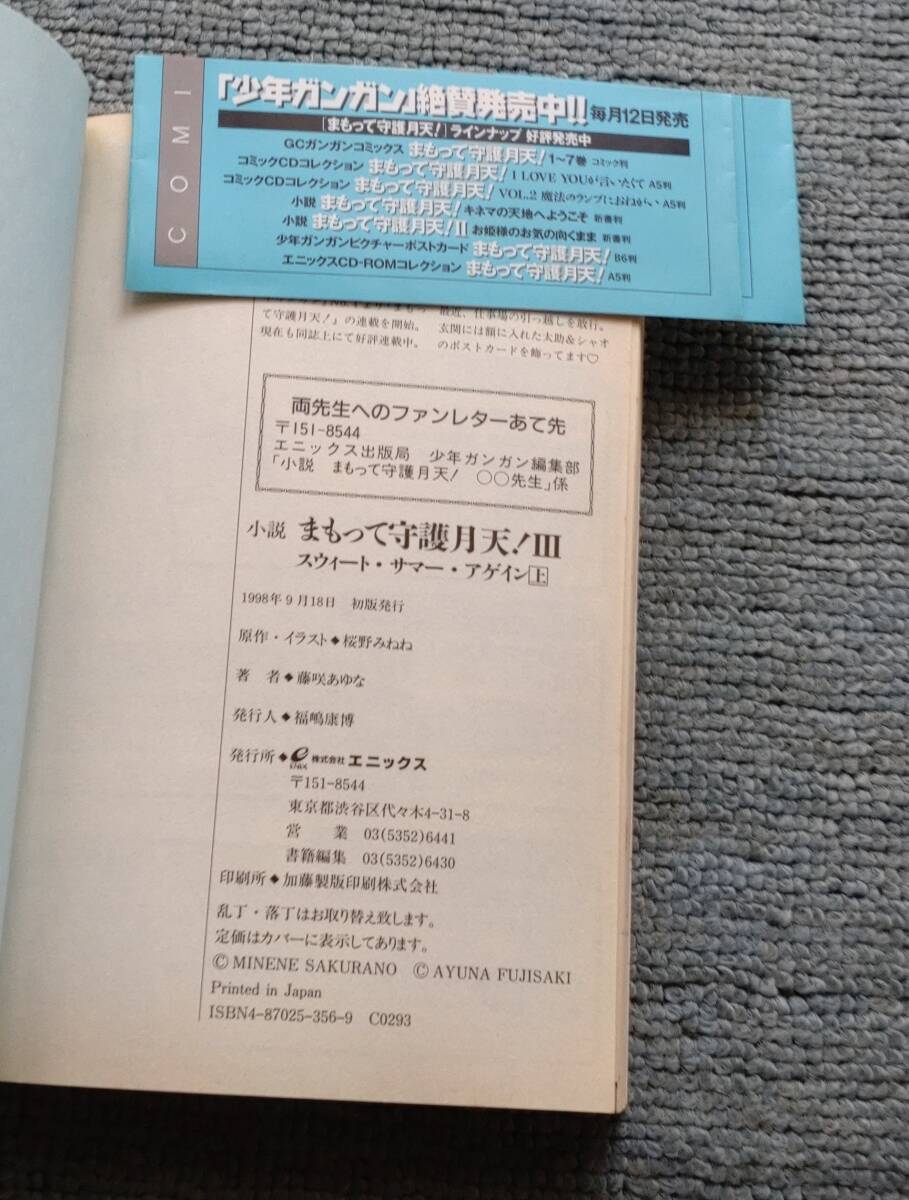 COMI
「少年ガンガン」絶賛発売中!! 毎月12日発売
[まもって守護月天!]ラインナップ 好評発売中
GCガンガンコミックス まもって守護月天! 1〜7巻 コミック判
コミックCDコレクション まもって守護月天! I LOVE YOUが言いたくて A5判
コミックCDコレクション まもって守護月天! VOL.2 魔法のランプにおねがい A5判
小説 まもって守護月天! キネマの天地へようこそ 新書判
小説 まもって守護月天!II お姫様のお気の向くまま 新書判
少年ガンガンピクチャーポストカード まもって守護月天! B6判
エニックスCD-ROMコレクション まもって守護月天! A5判
て守護月天!』の連載を開始。
現在も同誌上にて好評連載中。
最近、仕事場の引っ越しを敢行。
玄関には額に入れた太助&シャオ
のポストカードを飾ってます♡
両先生へのファンレターあて先
〒151-8544
エニックス出版局 少年ガンガン編集部
「小説 まもって守護月天! ○○先生」係
小説 まもって守護月天!III
スウィート・サマー・アゲイン上
1998年9月18日 初版発行
原作・イラスト◆桜野みねね
著 者◆藤咲あゆな
発行人◆福嶋康博
発行所◆ENIX 株式会社エニックス
〒151-8544
東京都渋谷区代々木4-31-8
営 業 03(5352)6441
書籍編集 03(5352)6430
印刷所◆加藤製版印刷株式会社
乱丁・落丁はお取り替え致します。
定価はカバーに表示してあります。
© MINENE SAKURANO © AYUNA FUJISAKI
Printed in Japan
ISBN4-87025-356-9 C0293